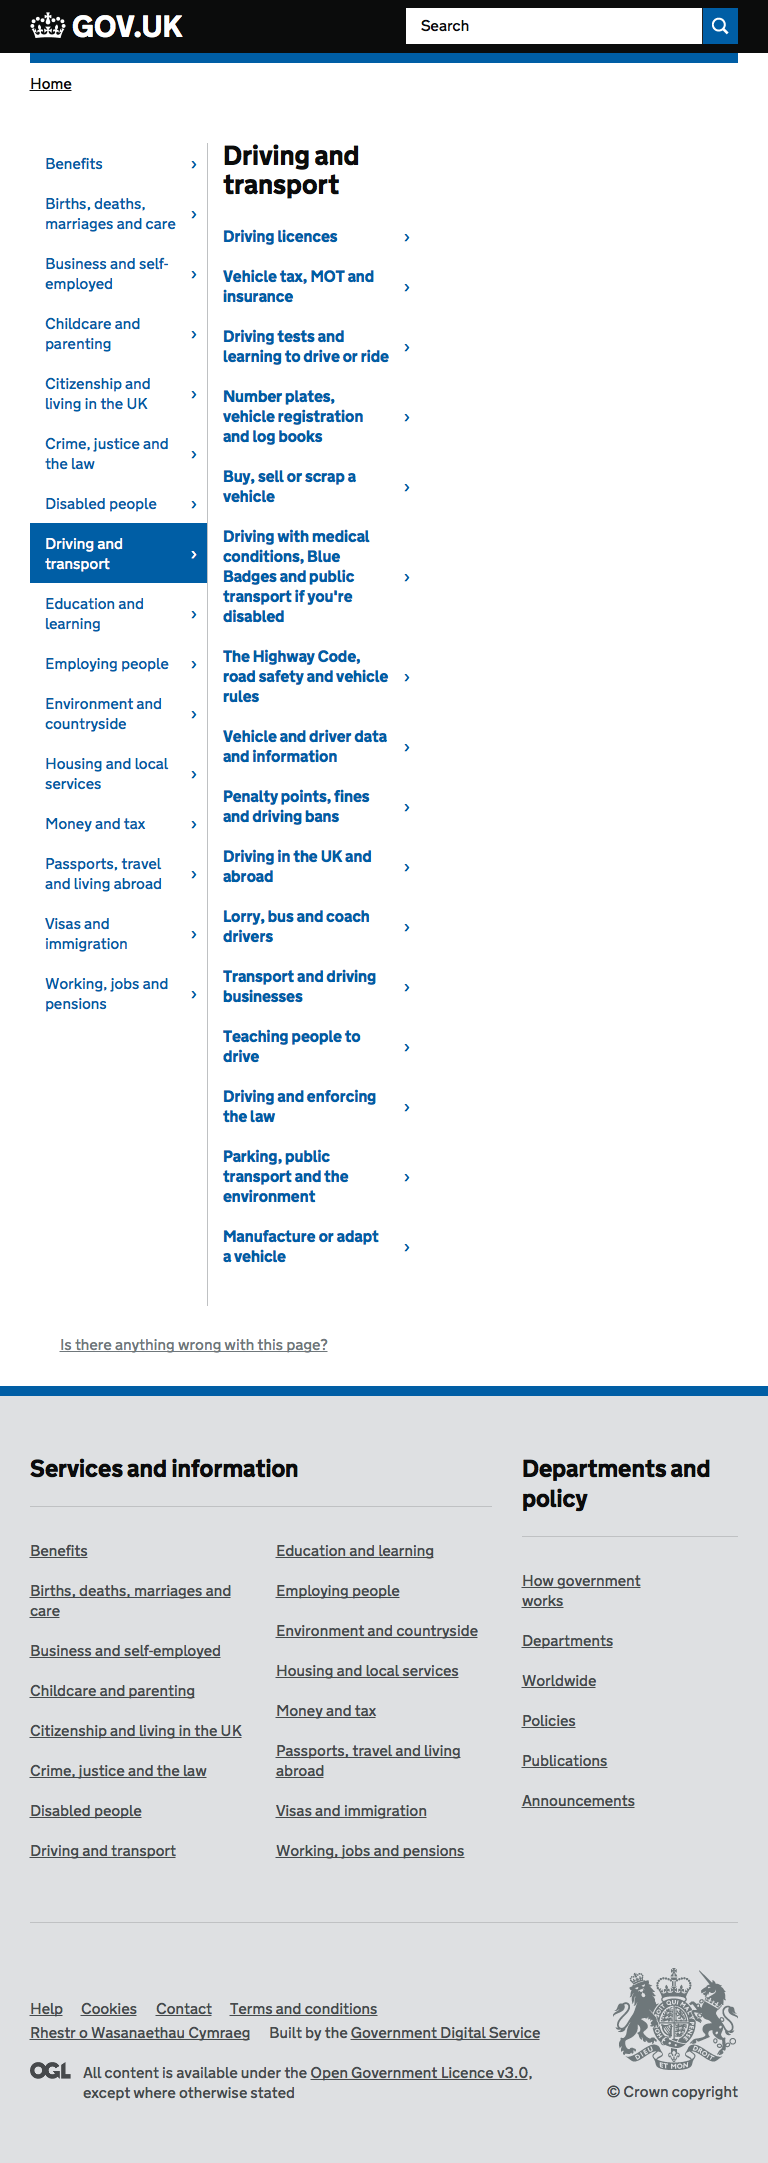 GOV.UK
Search
Home
Benefits
Births, deaths,
marriages and care
Business and self-
employed
Childcare and
parenting
Citizenship and
living in the UK
Crime, justice and
the law
Disabled people
Driving and
transport
Education and
learning
Employing people
Environment and
countryside
Housing and local
services
Money and tax
Passports, travel
and living abroad
Visas and
immigration
Working, jobs and
pensions
Driving and
transport
Driving licences
Vehicle tax, MOT and
insurance
Driving tests and
learning to drive or ride
Number plates,
vehicle registration
and log books
Buy, sell or scrap a
vehicle
Driving with medical
conditions, Blue
Badges and public
transport if you're
disabled
The Highway Code,
road safety and vehicle
rules
Vehicle and driver data
and information
Penalty points, fines
and driving bans
Driving in the UK and
abroad
Lorry, bus and coach
drivers
Transport and driving
businesses
Teaching people to
drive
Driving and enforcing
the law
Parking, public
transport and the
environment
Manufacture or adapt
a vehicle
Is there anything wrong with this page?
Services and information
Benefits
Births, deaths, marriages and
care
Business and self-employed
Childcare and parenting
Citizenship and living in the UK
Crime, justice and the law
Disabled people
Driving and transport
Education and learning
Employing people
Environment and countryside
Housing and local services
Money and tax
Passports, travel and living
abroad
Visas and immigration
Working, jobs and pensions
Departments and
policy
How government
works
Departments
Worldwide
Policies
Publications
Announcements
Help Cookies Contact Terms and conditions
Rhestr o Wasanaethau Cymraeg Built by the Government Digital Service
OGL All content is available under the Open Government Licence v3.0,
except where otherwise stated
DIEU ET MON DROIT
© Crown copyright